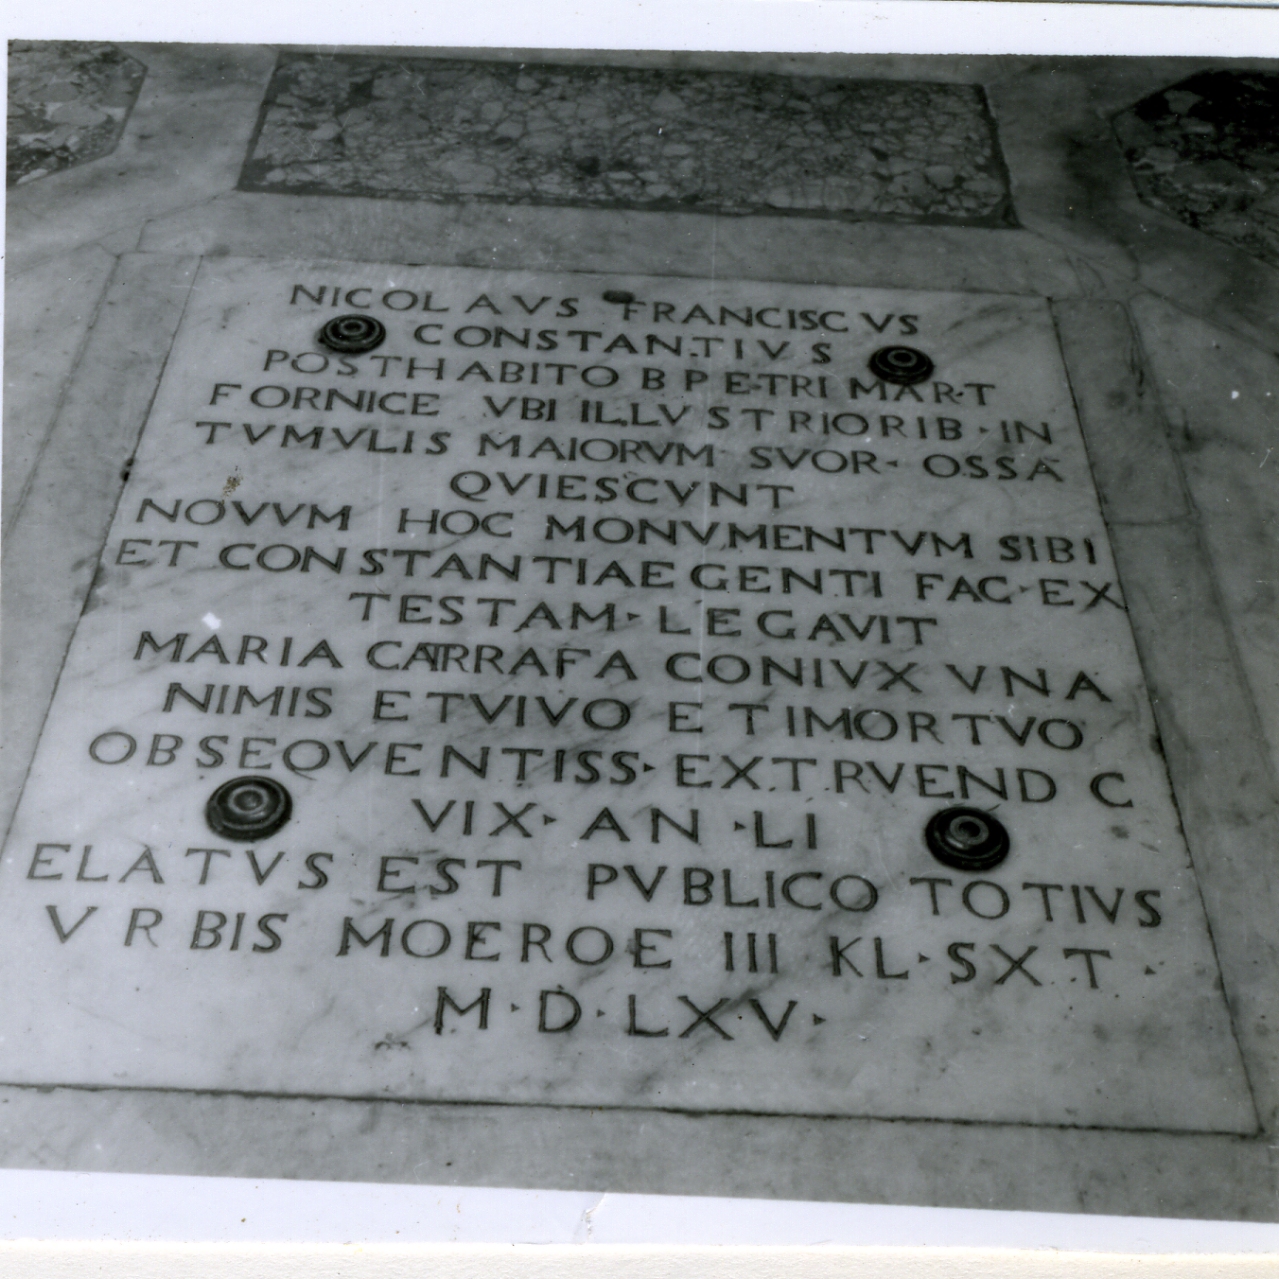 NICOLAVS FRANCISCVS
CONSTANTIVS
POSTHABITO B PETRI MART
FORNICE VBI ILLVSTRIORIB · IN
TVMVLIS MAIORVM SVOR · OSSA
QVIESCVNT
NOVVM HOC MONVMENTVM SIBI
ET CONSTANTIAE GENTI FAC · EX
TESTAM · LEGAVIT
MARIA CARRAFA CONIVX VNA
NIMIS ET VIVO ET IMORTVO
OBSEQVENTISS · EXTRVEND C
VIX · AN · LI
ELATVS EST PVBLICO TOTIVS
VRBIS MOEROE III KL · SXT ·
M · D · LXV ·